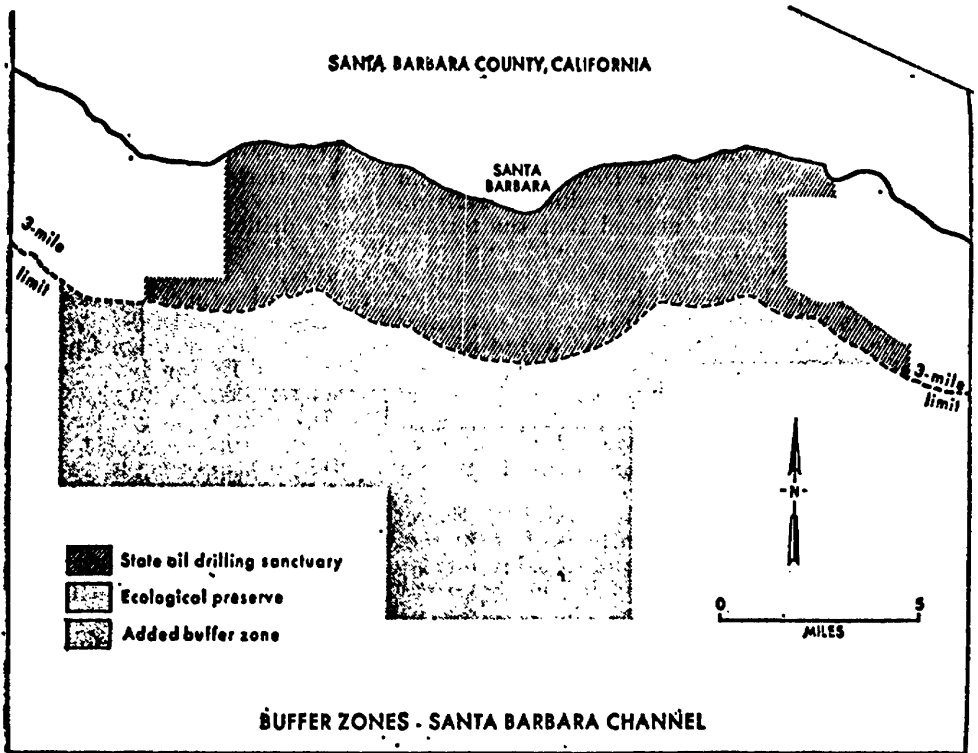 SANTA BARBARA COUNTY, CALIFORNIA
SANTA
BARBARA
3-mile
limit
3-mile
limit
-N-
State oil drilling sanctuary
Ecological preserve
Added buffer zone
0 5
MILES
BUFFER ZONES - SANTA BARBARA CHANNEL